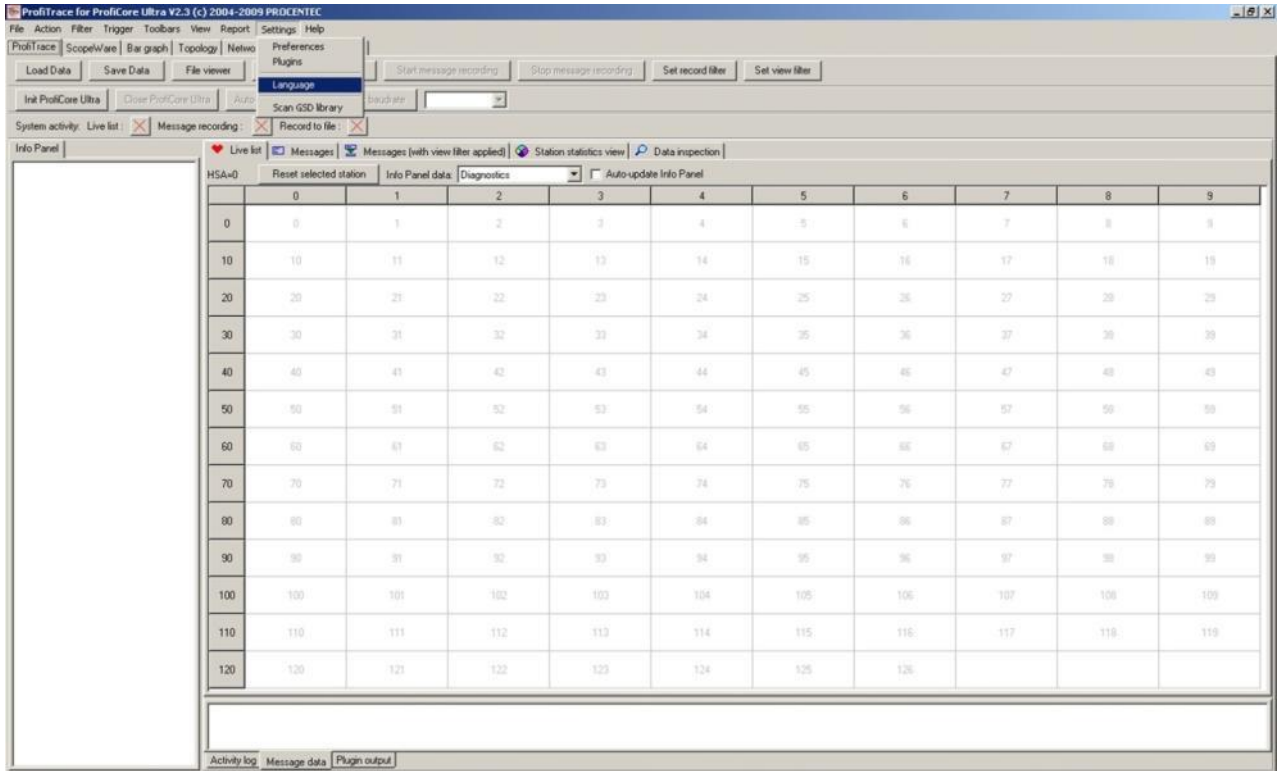 ProfiTrace for ProfiCore Ultra V2.3 (c) 2004-2009 PROCENTEC
File Action Filter Trigger Toolbars View Report Settings Help
ProfiTrace ScopeWare Bar graph Topology Netwo
Preferences
Plugins
Language
Scan GSD library
Load Data Save Data File viewer Start message recording Stop message recording Set record filter Set view filter
Init ProfiCore Ultra Close ProfiCore Ultra Auto baudrate
System activity: Live list : Message recording : Record to file :
Info Panel Live list Messages Messages (with view filter applied) Station statistics view Data inspection
HSA=0 Reset selected station Info Panel data: Diagnostics Auto-update Info Panel
0 1 2 3 4 5 6 7 8 9
0 0 1 2 3 4 5 6 7 8 9
10 10 11 12 13 14 15 16 17 18 19
20 20 21 22 23 24 25 26 27 28 29
30 30 31 32 33 34 35 36 37 38 39
40 40 41 42 43 44 45 46 47 48 49
50 50 51 52 53 54 55 56 57 58 59
60 60 61 62 63 64 65 66 67 68 69
70 70 71 72 73 74 75 76 77 78 79
80 80 81 82 83 84 85 86 87 88 89
90 90 91 92 93 94 95 96 97 98 99
100 100 101 102 103 104 105 106 107 108 109
110 110 111 112 113 114 115 116 117 118 119
120 120 121 122 123 124 125 126
Activity log Message data Plugin output